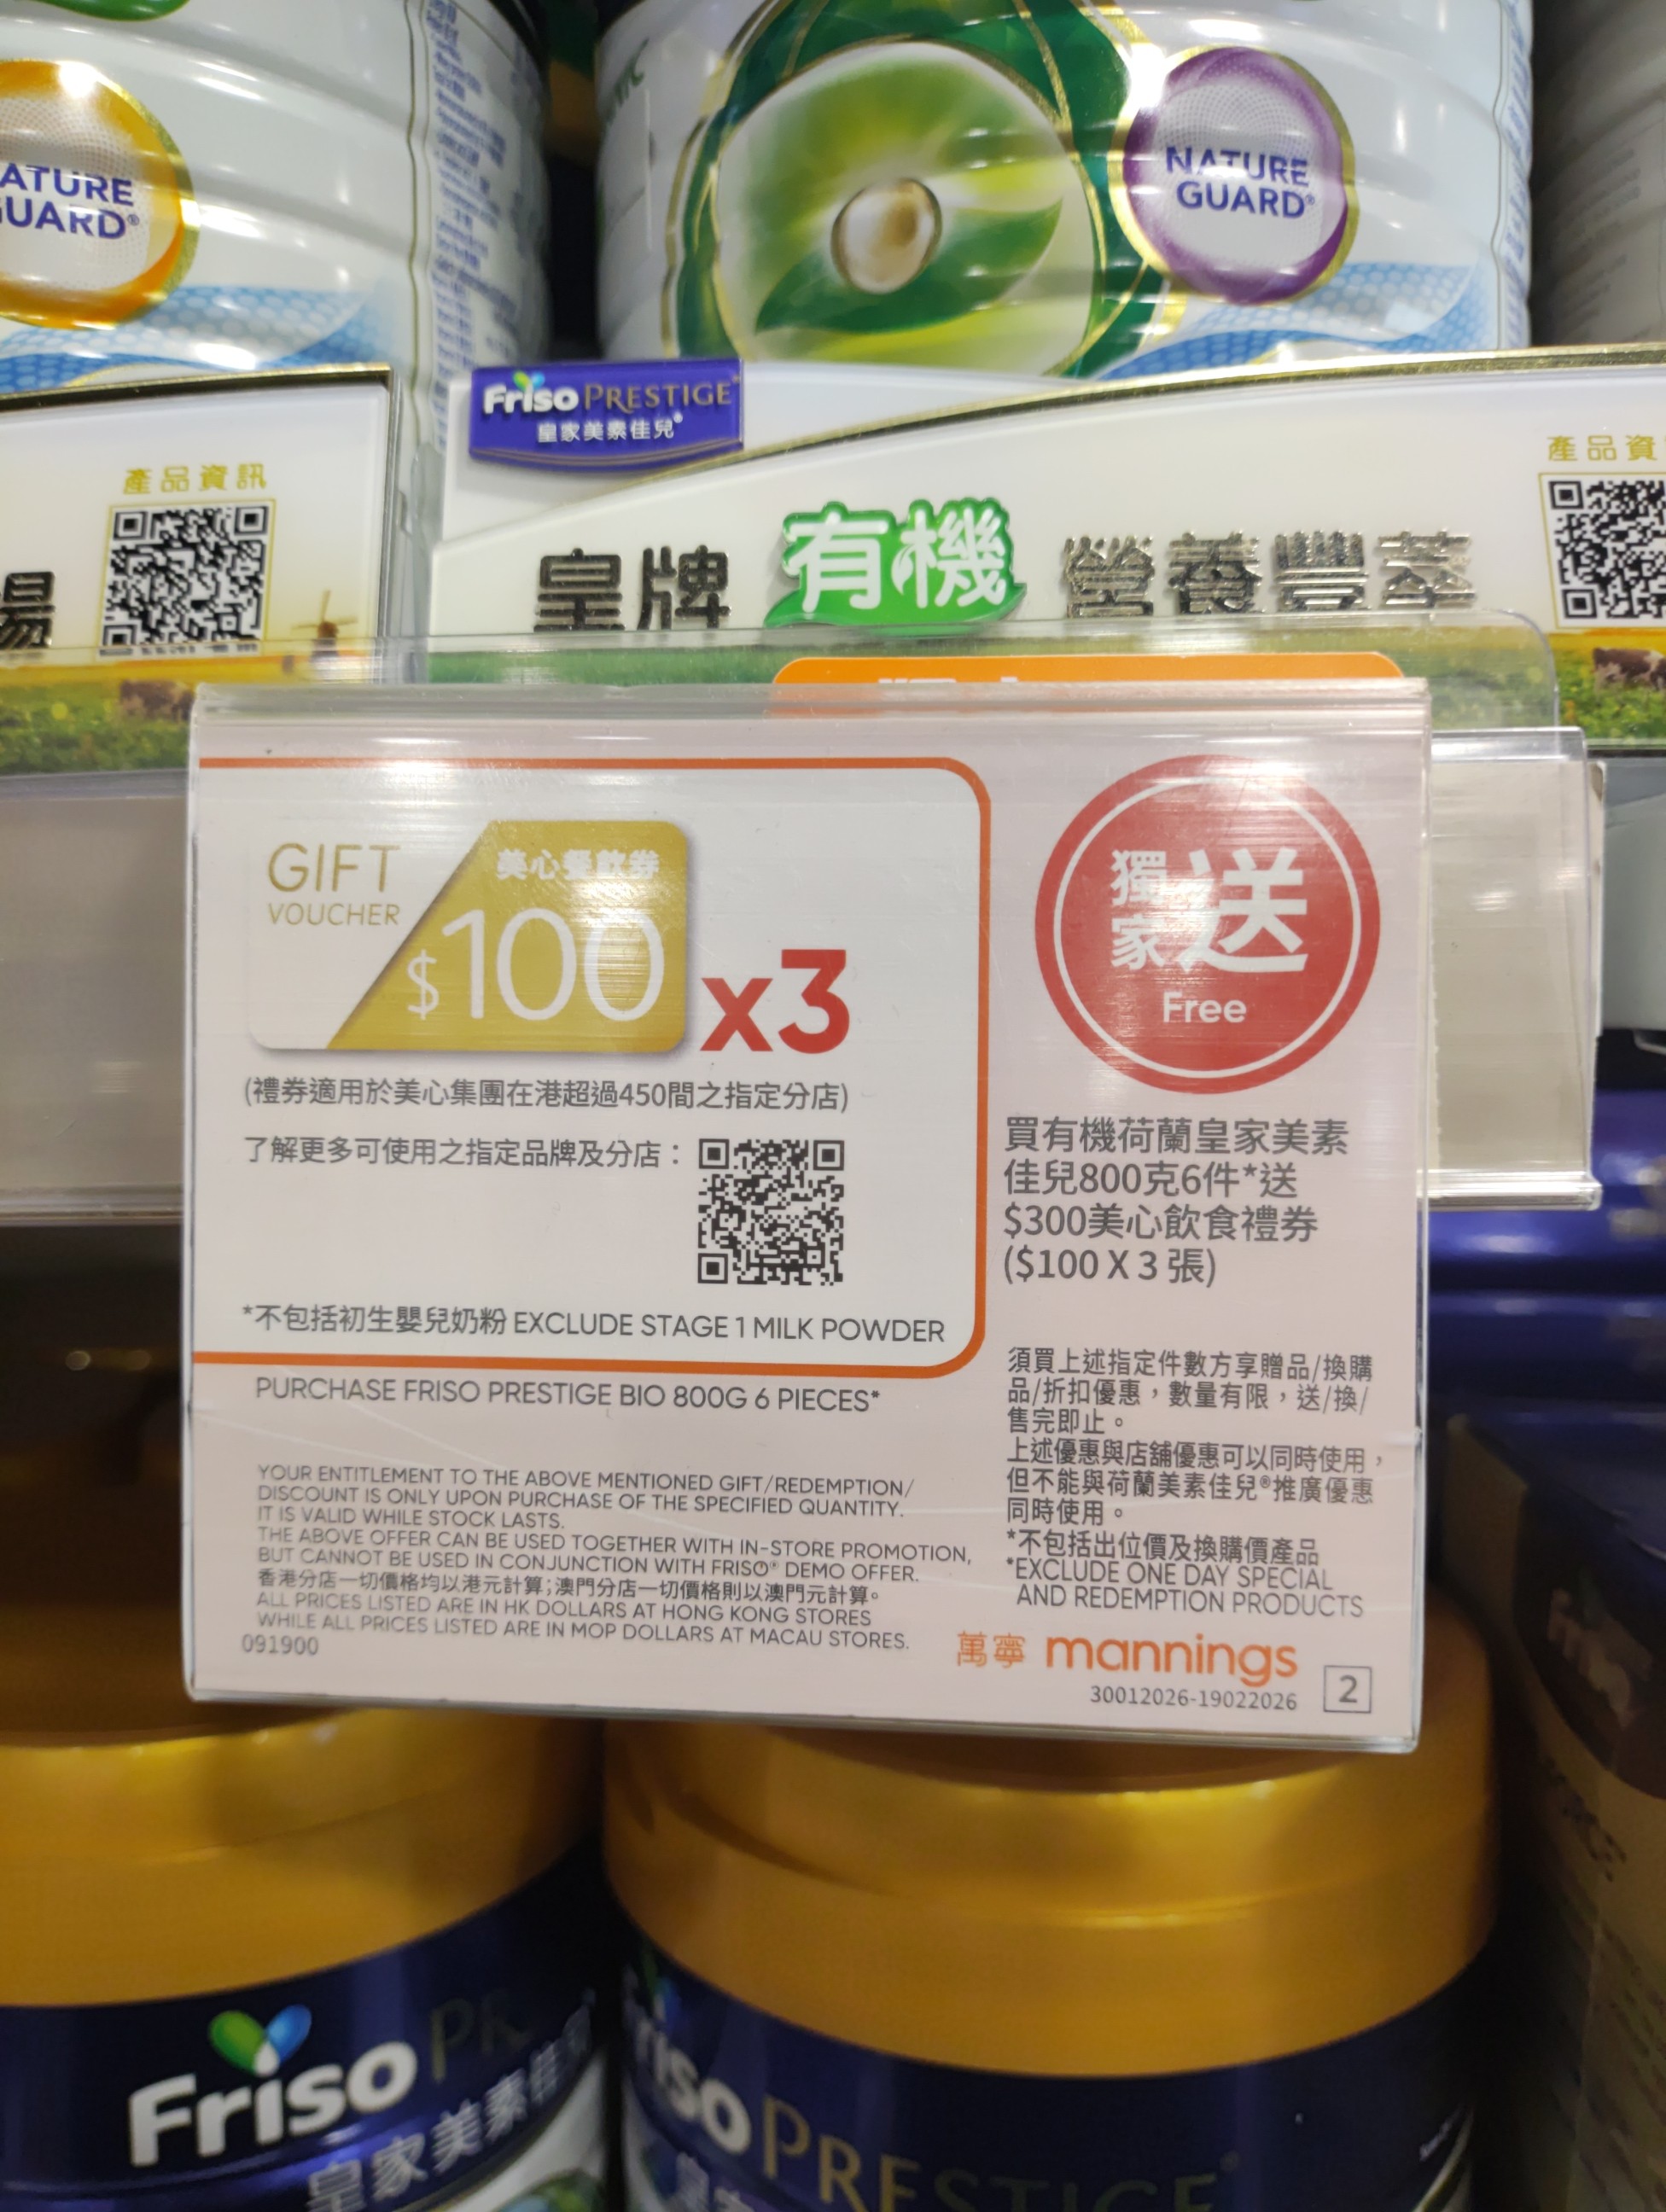 NATURE
GUARD®
Friso PRESTIGE
皇家美素佳兒®
產品資訊
皇牌 有機 營養豐萃
GIFT
VOUCHER
美心餐飲券
$100
x3
(禮券適用於美心集團在港超過450間之指定分店)
了解更多可使用之指定品牌及分店：
*不包括初生嬰兒奶粉 EXCLUDE STAGE 1 MILK POWDER
PURCHASE FRISO PRESTIGE BIO 800G 6 PIECES*
YOUR ENTITLEMENT TO THE ABOVE MENTIONED GIFT/REDEMPTION/
DISCOUNT IS ONLY UPON PURCHASE OF THE SPECIFIED QUANTITY.
IT IS VALID WHILE STOCK LASTS.
THE ABOVE OFFER CAN BE USED TOGETHER WITH IN-STORE PROMOTION,
BUT CANNOT BE USED IN CONJUNCTION WITH FRISO® DEMO OFFER.
香港分店一切價格均以港元計算;澳門分店一切價格則以澳門元計算。
ALL PRICES LISTED ARE IN HK DOLLARS AT HONG KONG STORES
WHILE ALL PRICES LISTED ARE IN MOP DOLLARS AT MACAU STORES.
091900
獨家送
Free
買有機荷蘭皇家美素
佳兒800克6件*送
$300美心飲食禮券
($100 X 3 張)
須買上述指定件數方享贈品/換購
品/折扣優惠，數量有限，送/換/
售完即止。
上述優惠與店舖優惠可以同時使用，
但不能與荷蘭美素佳兒®推廣優惠
同時使用。
*不包括出位價及換購價產品
*EXCLUDE ONE DAY SPECIAL
AND REDEMPTION PRODUCTS
萬寧 mannings
30012026-19022026
2
Friso
皇家美素佳
PRESTIGE